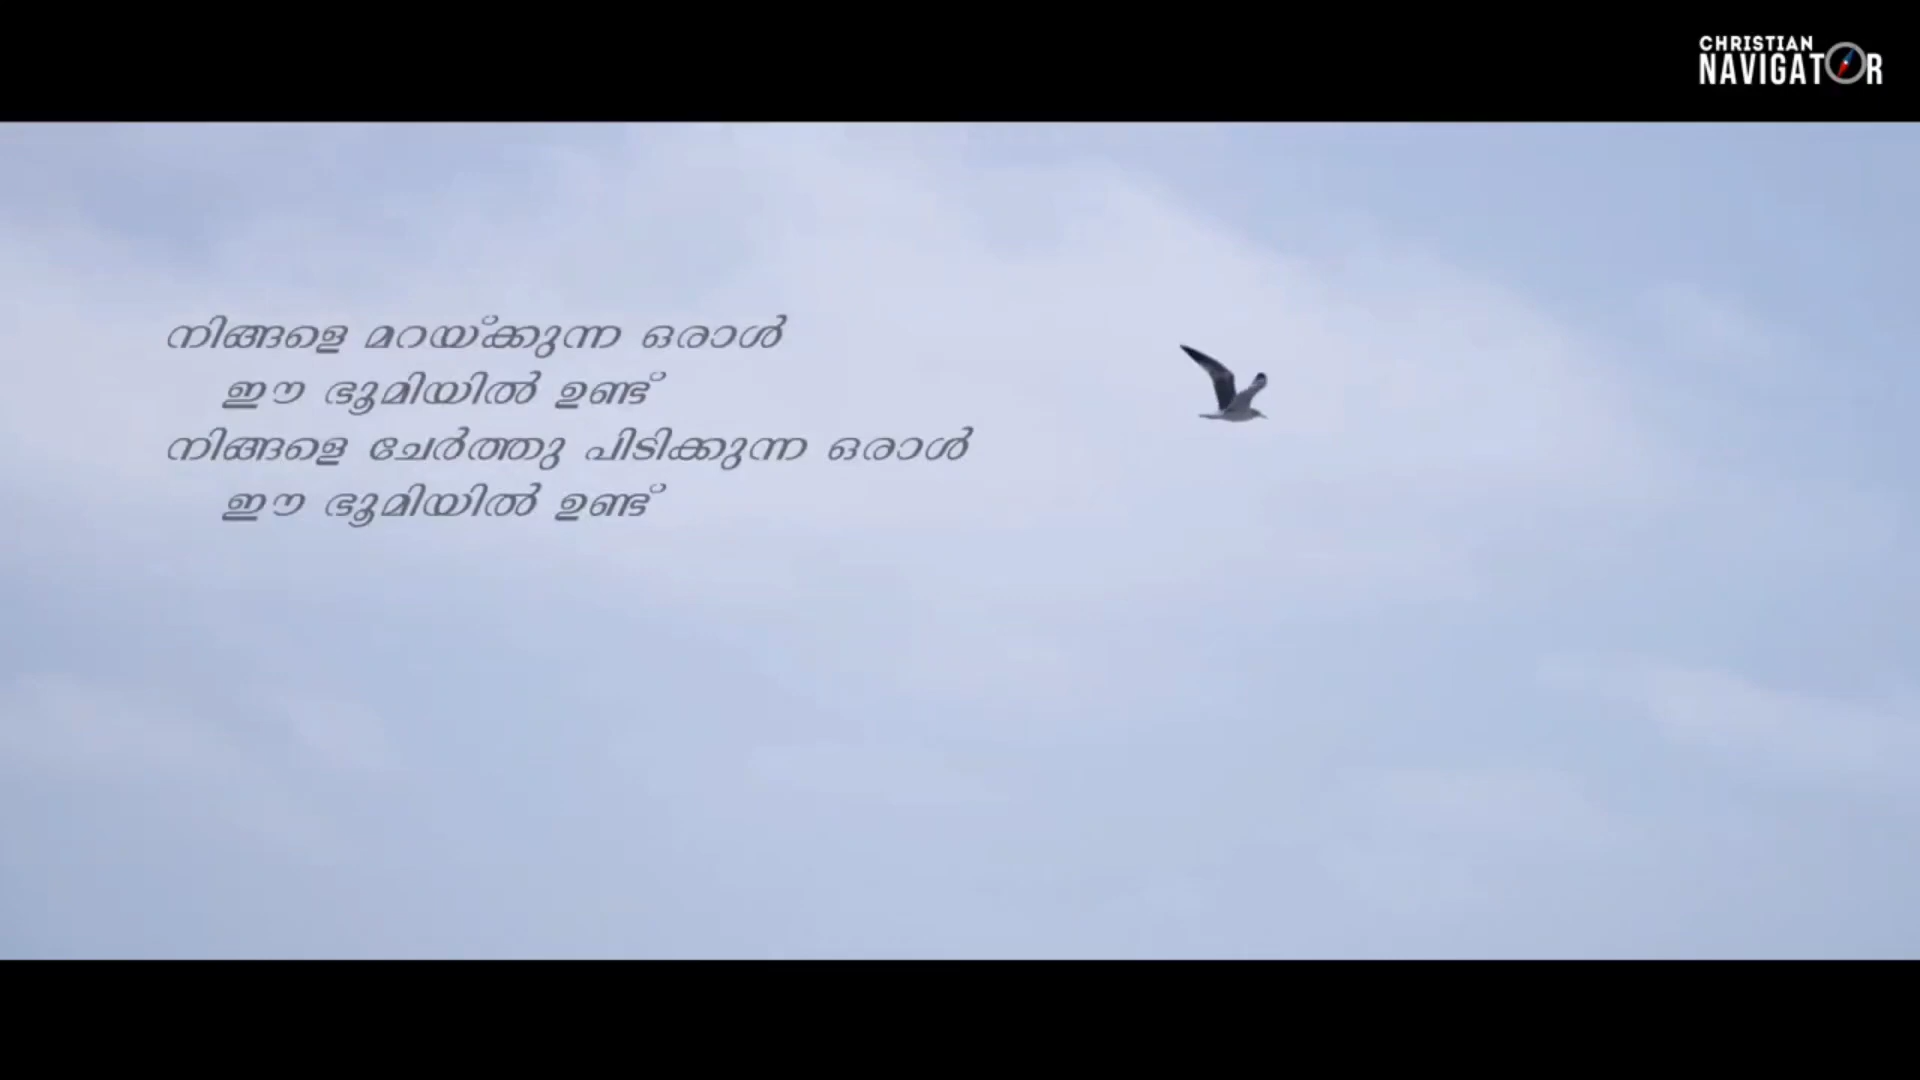 CHRISTIAN
NAVIGATOR
നിങ്ങളെ മറയ്ക്കുന്ന ഒരാൾ
ഈ ഭൂമിയിൽ ഉണ്ട്
നിങ്ങളെ ചേർത്തു പിടിക്കുന്ന ഒരാൾ
ഈ ഭൂമിയിൽ ഉണ്ട്